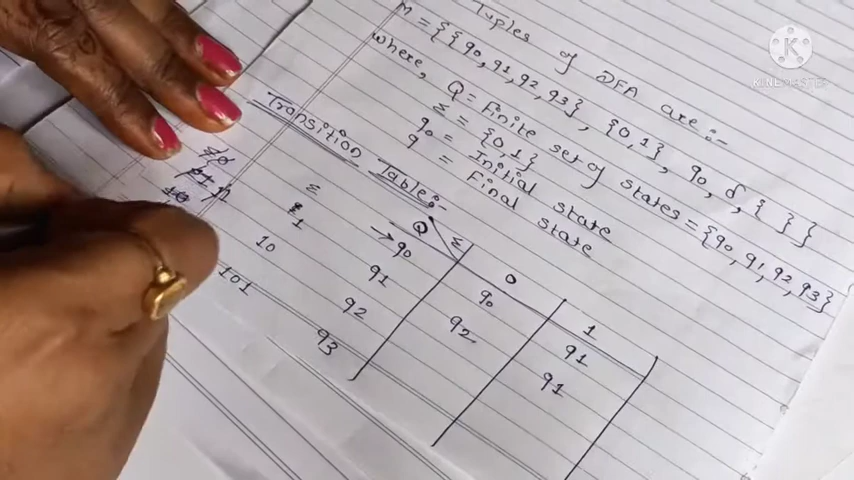 Tuples of DFA are :-
M = {{q0, q1, q2, q3}, {0,1}, q0, δ, { }}
where,
Q = Finite set of states = {q0, q1, q2, q3}
Σ = {0,1}
q0 = Initial state
q = Final state
Transition Table:-
Q Σ 0 1
Σ → q0 q0 q1
1 q1 q2 q1
10 q2
101 q3
K
KINEMASTER